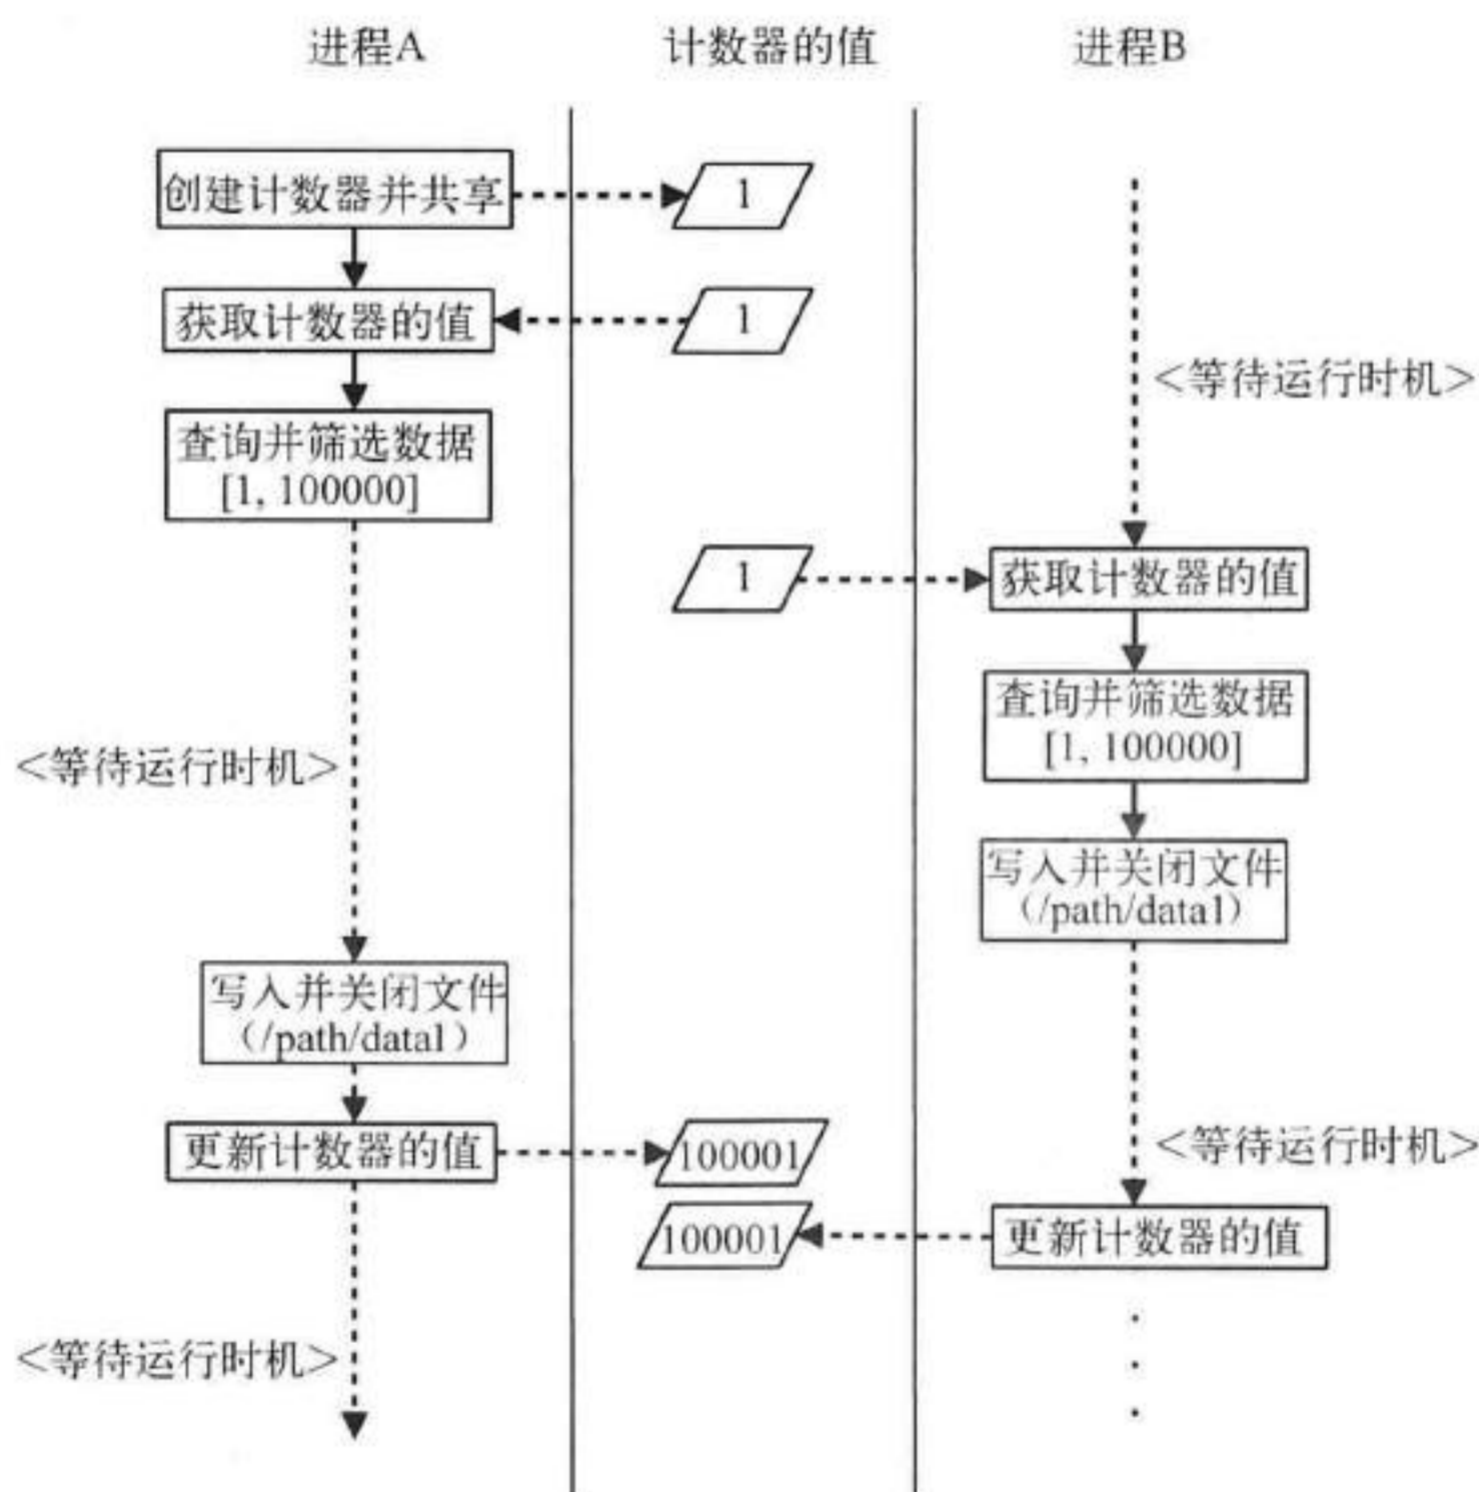 进程A 计数器的值 进程B
创建计数器并共享
1
获取计数器的值
1
<等待运行时机>
查询并筛选数据
[1, 100000]
1
获取计数器的值
查询并筛选数据
[1, 100000]
<等待运行时机>
写入并关闭文件
（/path/data1）
写入并关闭文件
（/path/data1）
更新计数器的值
100001
<等待运行时机>
100001
更新计数器的值
<等待运行时机>